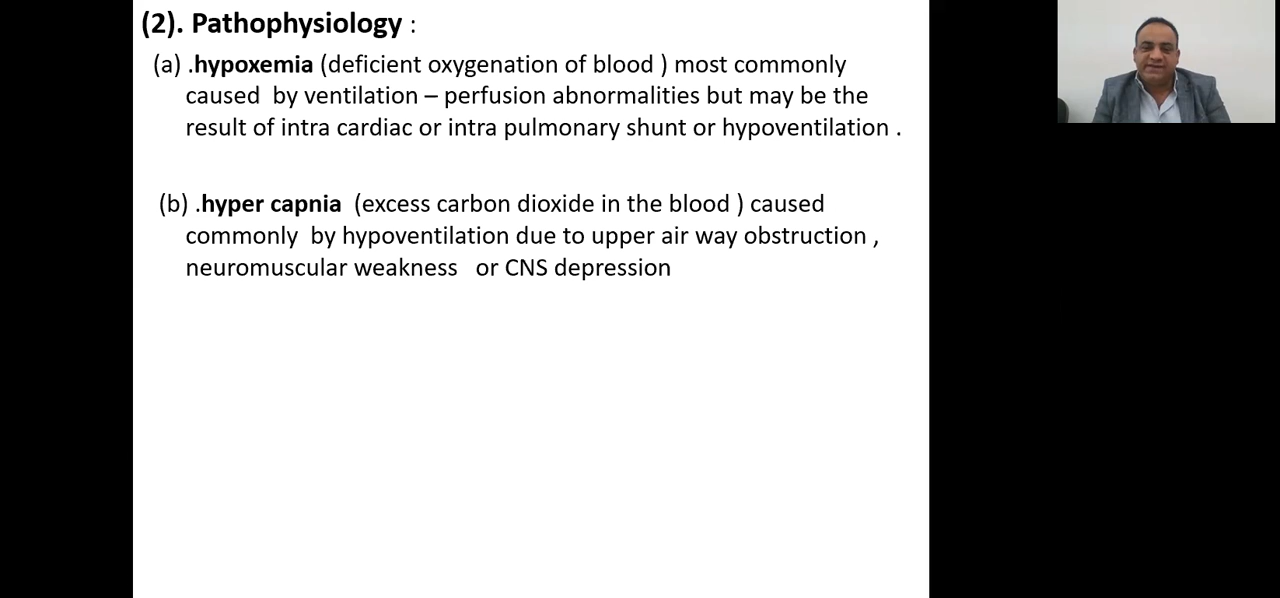 (2). Pathophysiology :
(a) .hypoxemia (deficient oxygenation of blood ) most commonly
caused by ventilation – perfusion abnormalities but may be the
result of intra cardiac or intra pulmonary shunt or hypoventilation .
(b) .hyper capnia (excess carbon dioxide in the blood ) caused
commonly by hypoventilation due to upper air way obstruction ,
neuromuscular weakness or CNS depression